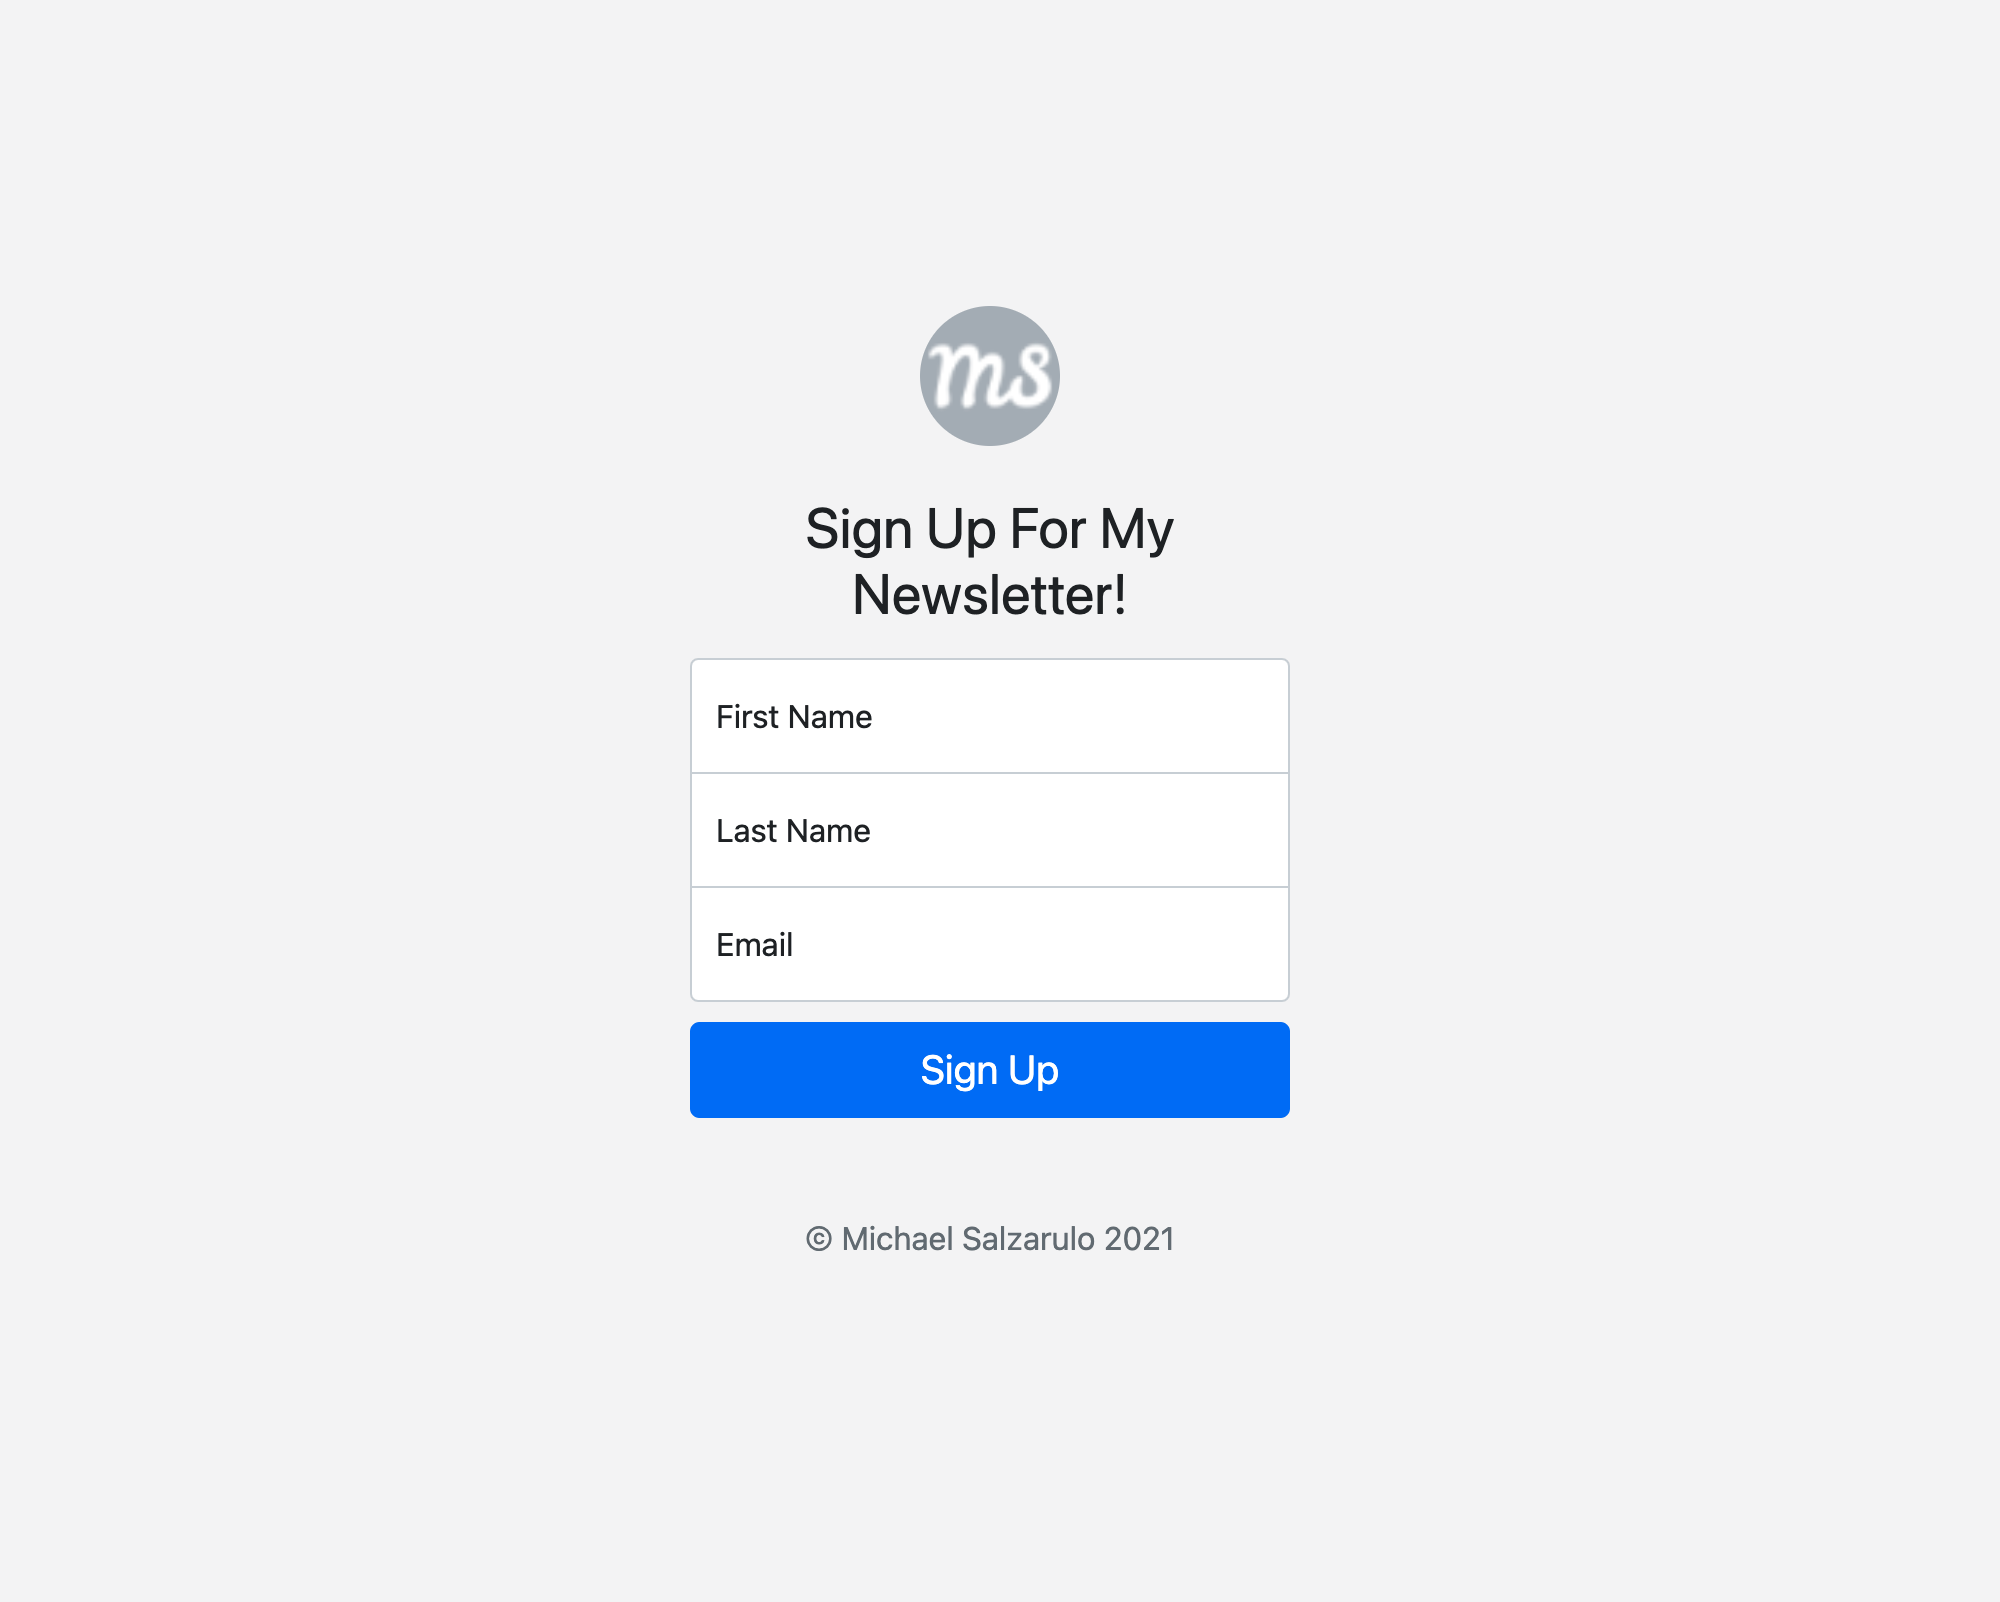 ms
Sign Up For My
Newsletter!
First Name
Last Name
Email
Sign Up
© Michael Salzarulo 2021